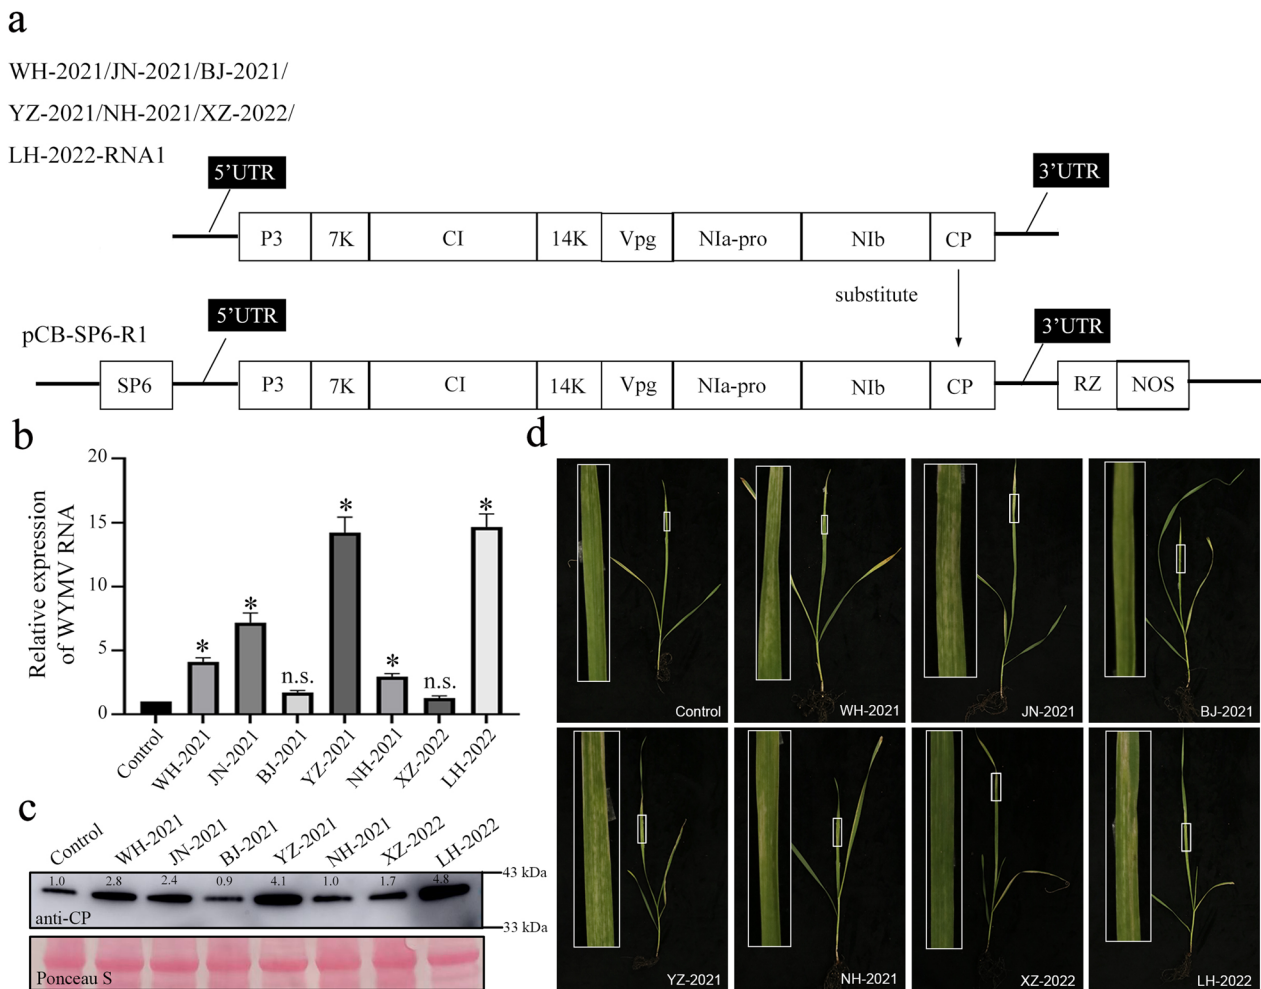 a
WH-2021/JN-2021/BJ-2021/
YZ-2021/NH-2021/XZ-2022/
LH-2022-RNA1
5’UTR
3’UTR
P3 7K CI 14K Vpg NIa-pro NIb CP
substitute
pCB-SP6-R1
5’UTR
3’UTR
SP6 P3 7K CI 14K Vpg NIa-pro NIb CP RZ NOS
b
Relative expression
of WYMV RNA
20
15
10
5
0
* * n.s. * * n.s. *
Control WH-2021 JN-2021 BJ-2021 YZ-2021 NH-2021 XZ-2022 LH-2022
c
Control WH-2021 JN-2021 BJ-2021 YZ-2021 NH-2021 XZ-2022 LH-2022
1.0 2.8 2.4 0.9 4.1 1.0 1.7 4.8
43 kDa
anti-CP
33 kDa
Ponceau S
d
Control WH-2021 JN-2021 BJ-2021
YZ-2021 NH-2021 XZ-2022 LH-2022